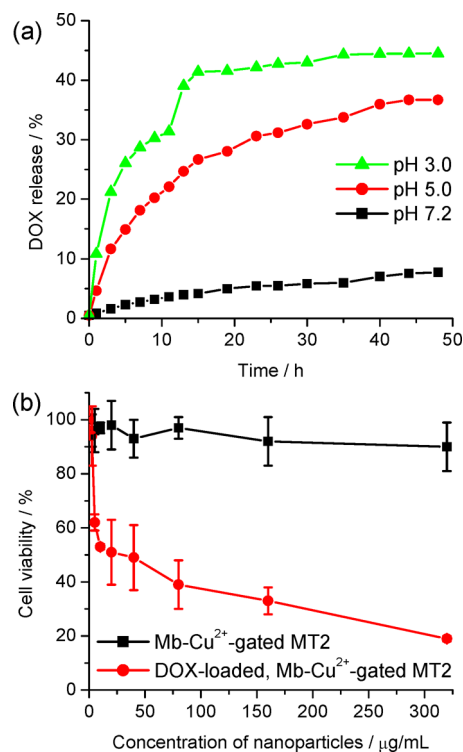 (a)
50
40
30
20
10
0
DOX release / %
pH 3.0
pH 5.0
pH 7.2
0 10 20 30 40 50
Time / h
(b)
100
80
60
40
20
0
Cell viability / %
Mb-Cu²⁺-gated MT2
DOX-loaded, Mb-Cu²⁺-gated MT2
0 50 100 150 200 250 300
Concentration of nanoparticles / μg/mL